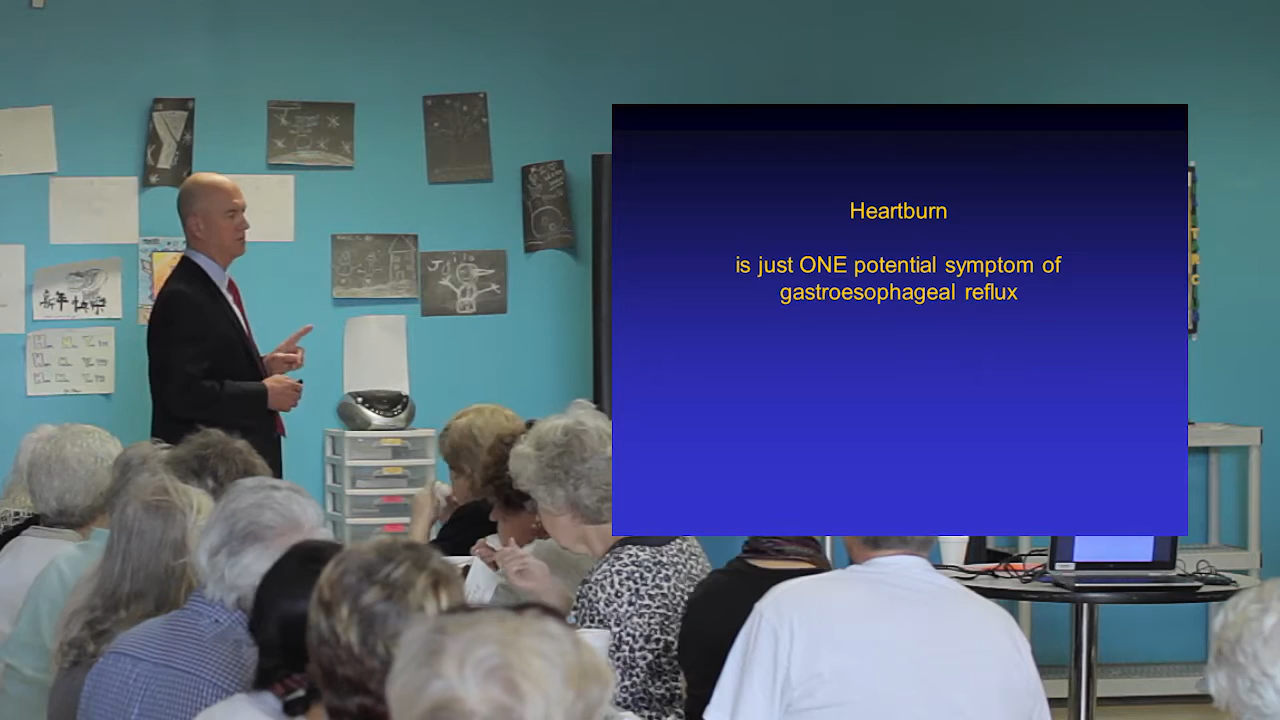 Heartburn
is just ONE potential symptom of
gastroesophageal reflux